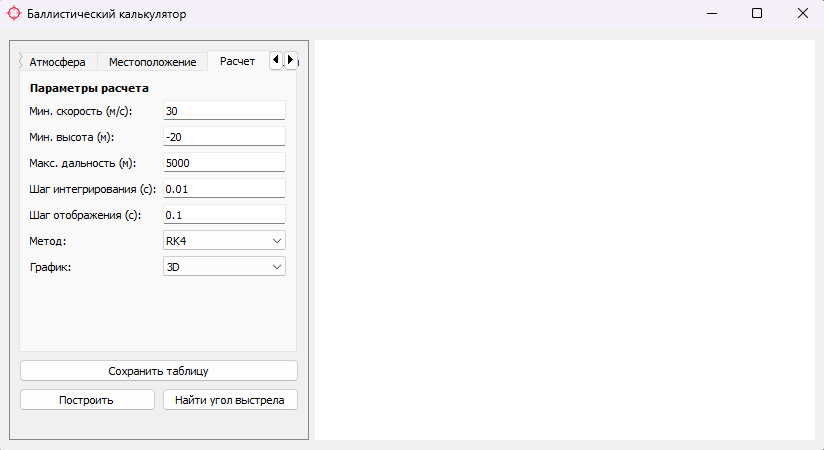 Баллистический калькулятор
Атмосфера Местоположение Расчет
Параметры расчета
Мин. скорость (м/с): 30
Мин. высота (м): -20
Макс. дальность (м): 5000
Шаг интегрирования (с): 0.01
Шаг отображения (с): 0.1
Метод: RK4
График: 3D
Сохранить таблицу
Построить Найти угол выстрела